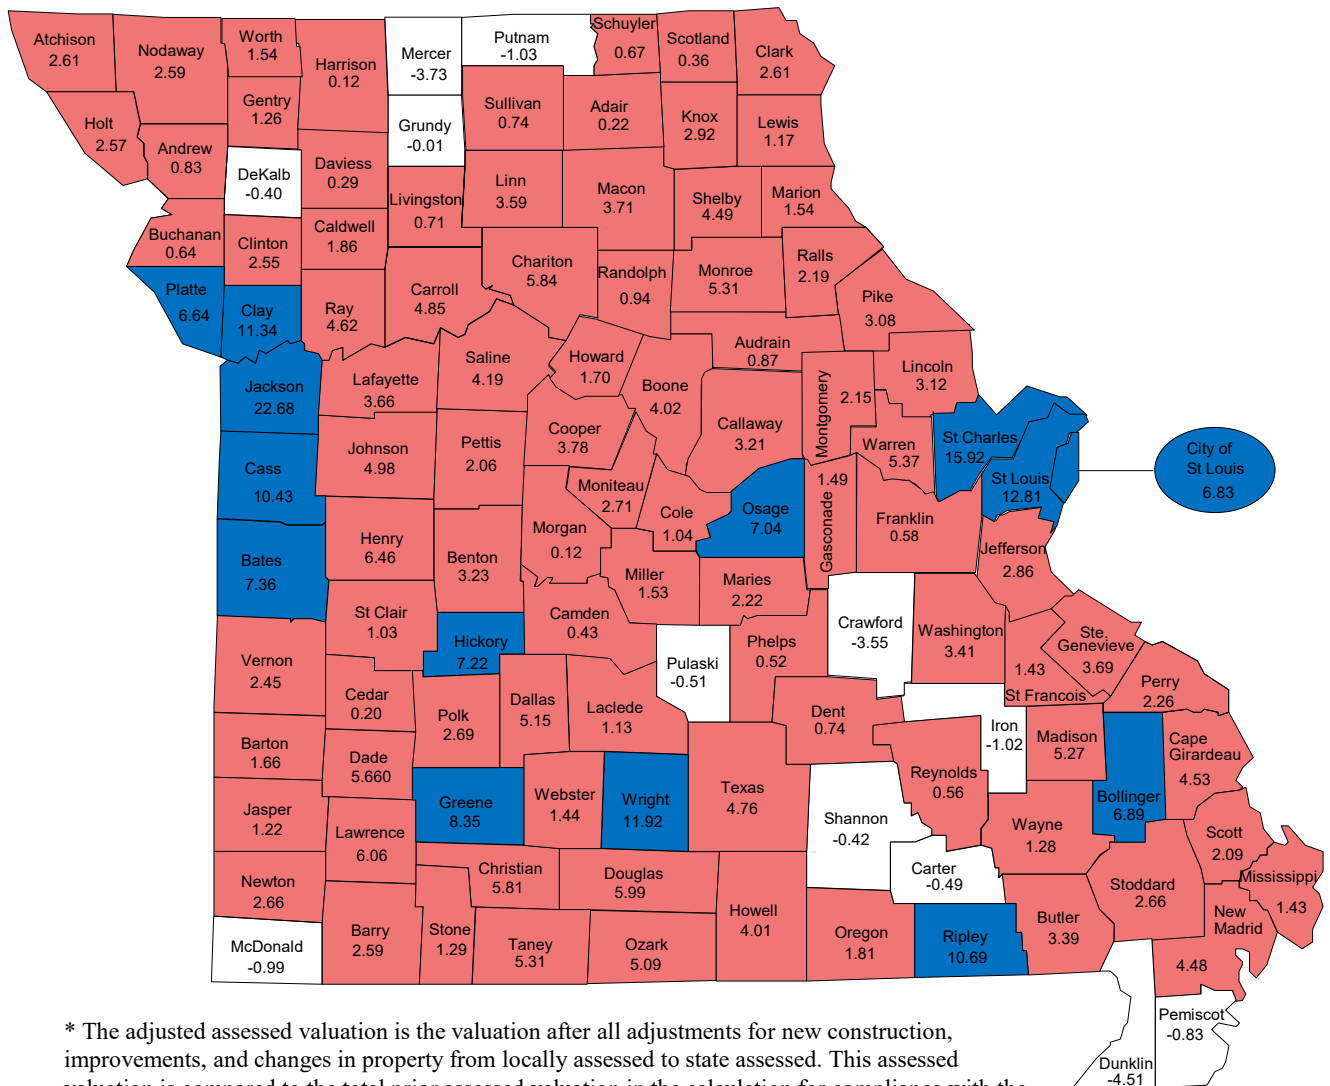 Atchison
2.61
Nodaway
2.59
Worth
1.54
Harrison
0.12
Mercer
-3.73
Putnam
-1.03
Schuyler
0.67
Scotland
0.36
Clark
2.61
Holt
2.57
Andrew
0.83
Gentry
1.26
DeKalb
-0.40
Daviess
0.29
Grundy
-0.01
Sullivan
0.74
Adair
0.22
Knox
2.92
Lewis
1.17
Buchanan
0.64
Clinton
2.55
Caldwell
1.86
Livingston
0.71
Linn
3.59
Macon
3.71
Shelby
4.49
Marion
1.54
Platte
6.64
Clay
11.34
Ray
4.62
Carroll
4.85
Chariton
5.84
Randolph
0.94
Monroe
5.31
Ralls
2.19
Pike
3.08
Jackson
22.68
Lafayette
3.66
Saline
4.19
Howard
1.70
Boone
4.02
Audrain
0.87
Callaway
3.21
Montgomery
2.15
Lincoln
3.12
Warren
5.37
St Charles
15.92
St Louis
12.81
City of
St Louis
6.83
Cass
10.43
Johnson
4.98
Pettis
2.06
Cooper
3.78
Moniteau
2.71
Cole
1.04
Osage
7.04
Gasconade
1.49
Franklin
0.58
Jefferson
2.86
Bates
7.36
Henry
6.46
Benton
3.23
Morgan
0.12
Miller
1.53
Maries
2.22
Crawford
-3.55
Washington
3.41
St Francois
1.43
Ste.
Genevieve
3.69
Perry
2.26
Vernon
2.45
St Clair
1.03
Hickory
7.22
Camden
0.43
Pulaski
-0.51
Phelps
0.52
Cedar
0.20
Polk
2.69
Dallas
5.15
Laclede
1.13
Dent
0.74
Iron
-1.02
Madison
5.27
Bollinger
6.89
Cape
Girardeau
4.53
Barton
1.66
Dade
5.660
Greene
8.35
Webster
1.44
Wright
11.92
Texas
4.76
Shannon
-0.42
Reynolds
0.56
Wayne
1.28
Scott
2.09
Mississippi
1.43
Jasper
1.22
Lawrence
6.06
Christian
5.81
Douglas
5.99
Howell
4.01
Carter
-0.49
Butler
3.39
Stoddard
2.66
New
Madrid
4.48
Newton
2.66
McDonald
-0.99
Barry
2.59
Stone
1.29
Taney
5.31
Ozark
5.09
Oregon
1.81
Ripley
10.69
Pemiscot
-0.83
Dunklin
-4.51
* The adjusted assessed valuation is the valuation after all adjustments for new construction,
improvements, and changes in property from locally assessed to state assessed. This assessed
valuation is compared to the total prior assessed valuation in the calculation for compliance with the